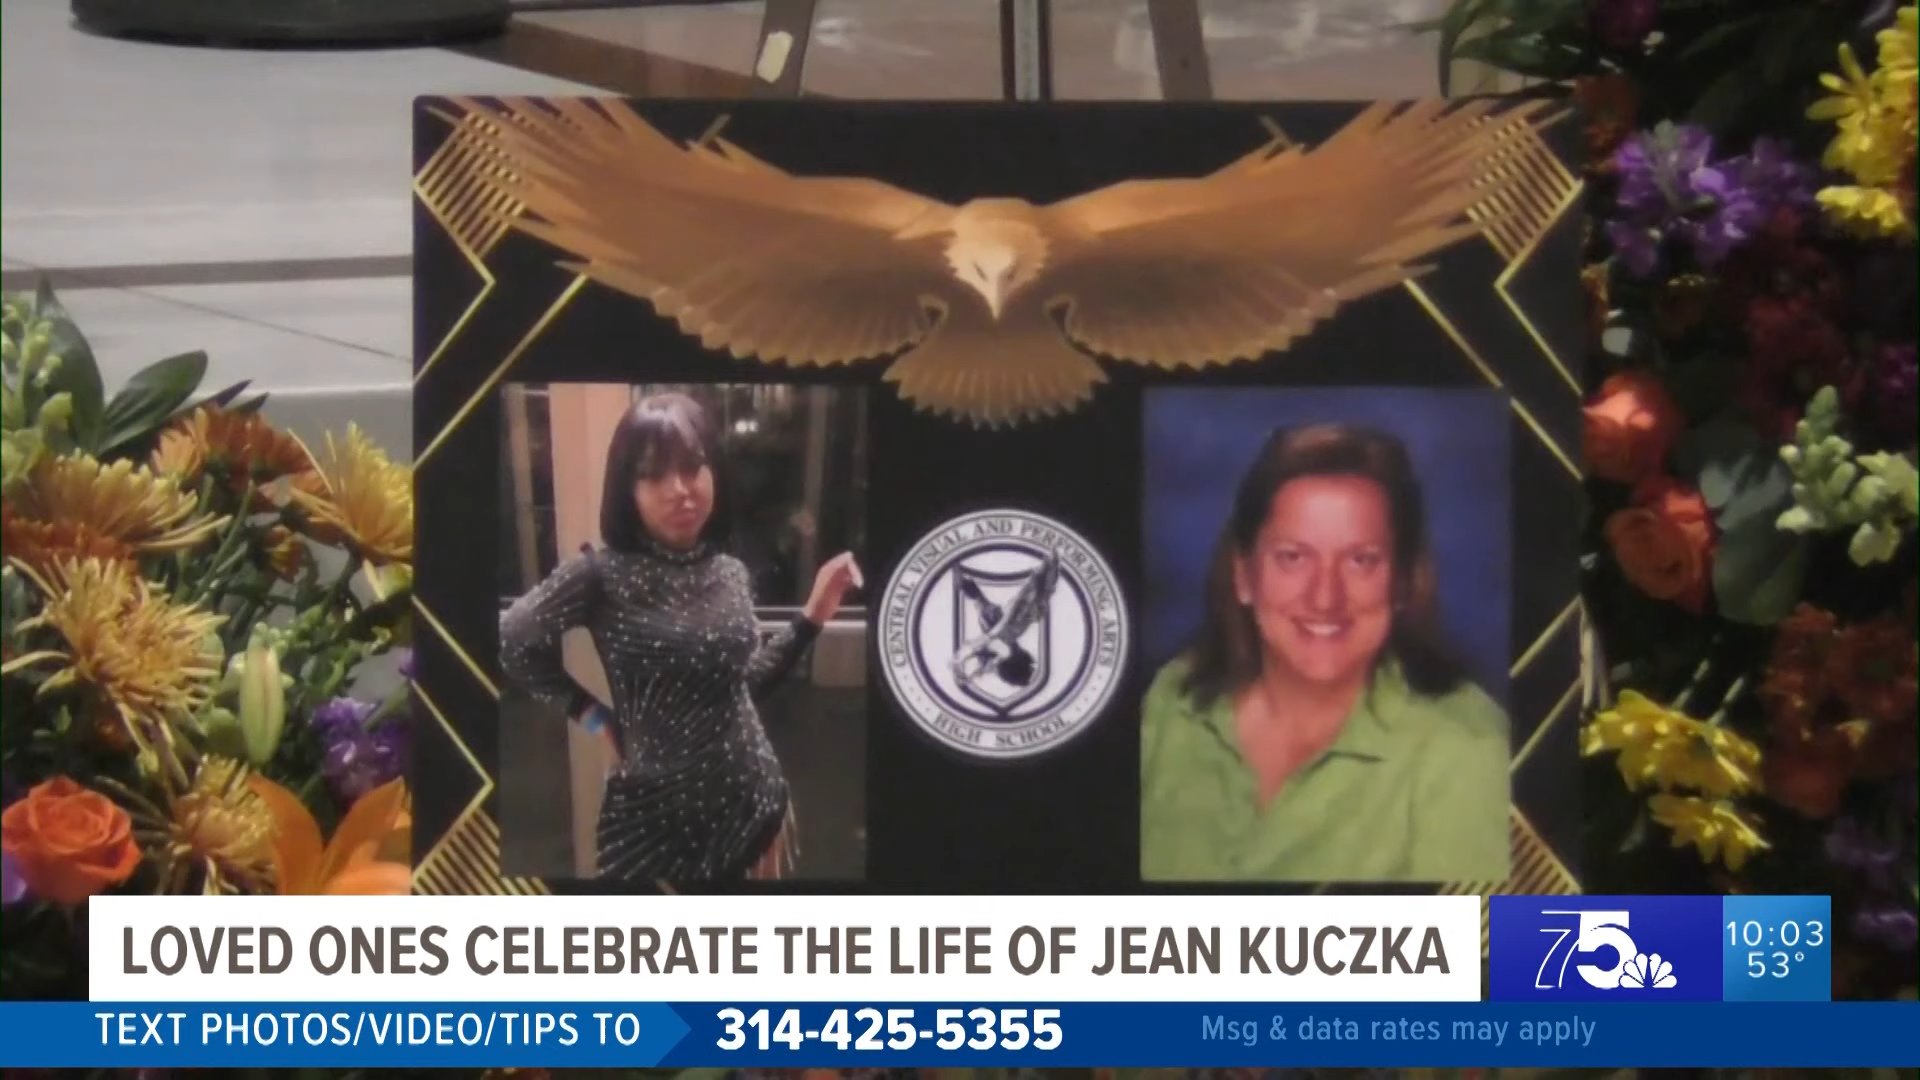 CENTRAL VISUAL AND PERFORMING ARTS
HIGH SCHOOL
LOVED ONES CELEBRATE THE LIFE OF JEAN KUCZKA
75
10:03
53°
TEXT PHOTOS/VIDEO/TIPS TO
314-425-5355
Msg & data rates may apply